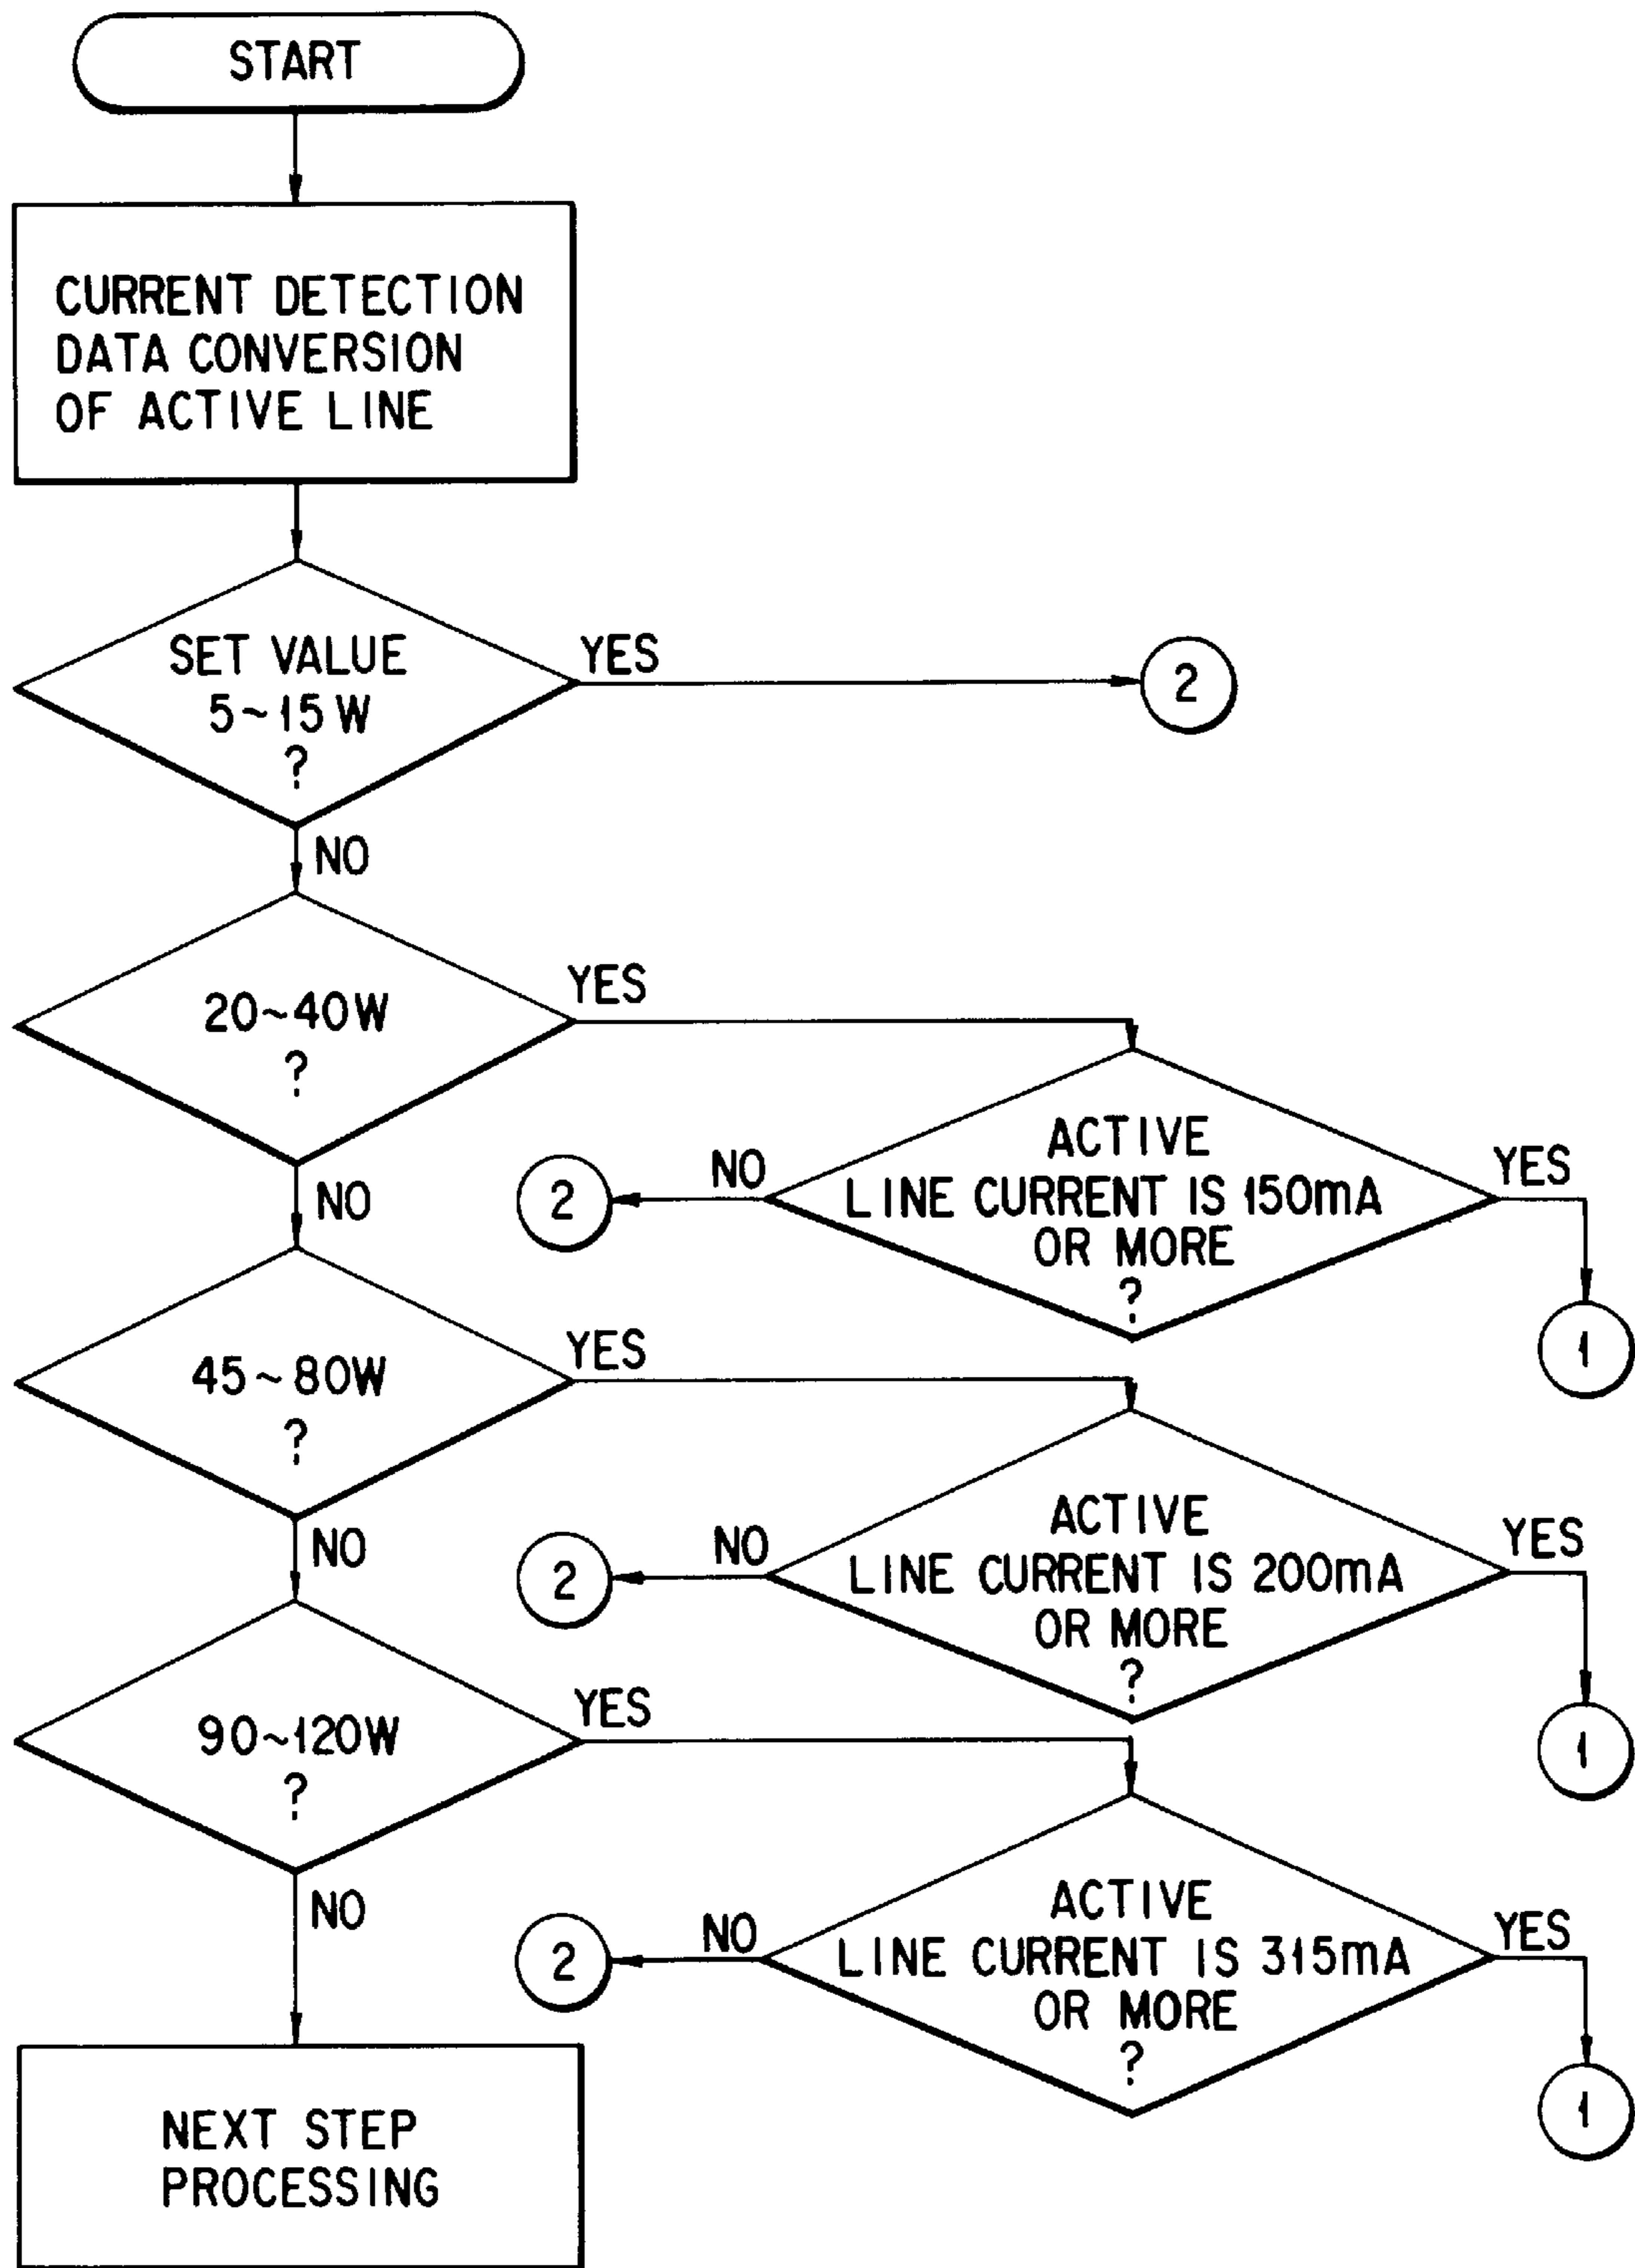 START
CURRENT DETECTION
DATA CONVERSION
OF ACTIVE LINE
SET VALUE
5~15W
?
YES
2
NO
20~40W
?
YES
ACTIVE
LINE CURRENT IS 150mA
OR MORE
?
NO
2
YES
1
NO
45~80W
?
YES
ACTIVE
LINE CURRENT IS 200mA
OR MORE
?
NO
2
YES
1
NO
90~120W
?
YES
ACTIVE
LINE CURRENT IS 315mA
OR MORE
?
NO
2
YES
1
NO
NEXT STEP
PROCESSING